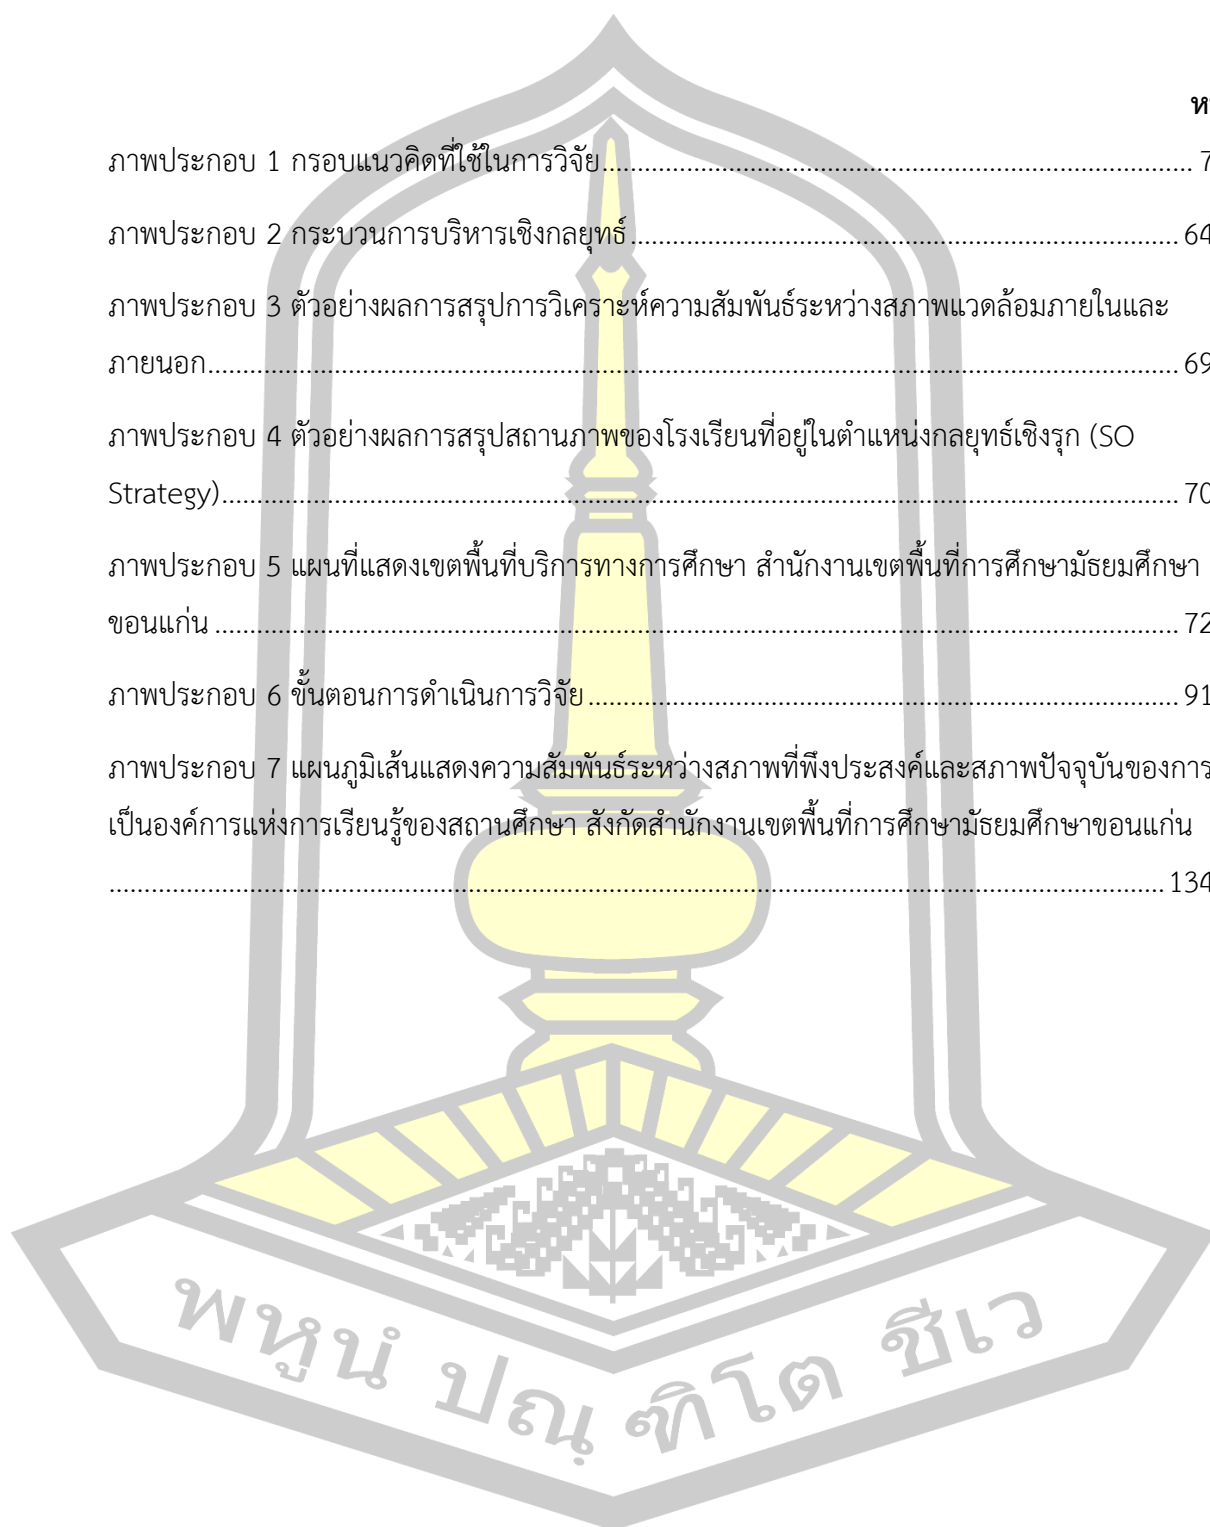 ห
ภาพประกอบ 1 กรอบแนวคิดที่ใช้ในการวิจัย.................................................................................... 7
ภาพประกอบ 2 กระบวนการบริหารเชิงกลยุทธ์.............................................................................. 64
ภาพประกอบ 3 ตัวอย่างผลการสรุปการวิเคราะห์ความสัมพันธ์ระหว่างสภาพแวดล้อมภายในและ
ภายนอก.......................................................................................................................................... 69
ภาพประกอบ 4 ตัวอย่างผลการสรุปสถานภาพของโรงเรียนที่อยู่ในตำแหน่งกลยุทธ์เชิงรุก (SO
Strategy)........................................................................................................................................ 70
ภาพประกอบ 5 แผนที่แสดงเขตพื้นที่บริการทางการศึกษา สำนักงานเขตพื้นที่การศึกษามัธยมศึกษา
ขอนแก่น ......................................................................................................................................... 72
ภาพประกอบ 6 ขั้นตอนการดำเนินการวิจัย.................................................................................... 91
ภาพประกอบ 7 แผนภูมิเส้นแสดงความสัมพันธ์ระหว่างสภาพที่พึงประสงค์และสภาพปัจจุบันของการ
เป็นองค์การแห่งการเรียนรู้ของสถานศึกษา สังกัดสำนักงานเขตพื้นที่การศึกษามัธยมศึกษาขอนแก่น
...................................................................................................................................................... 134
พหูนํ ปณฺฑิโต ชีเว